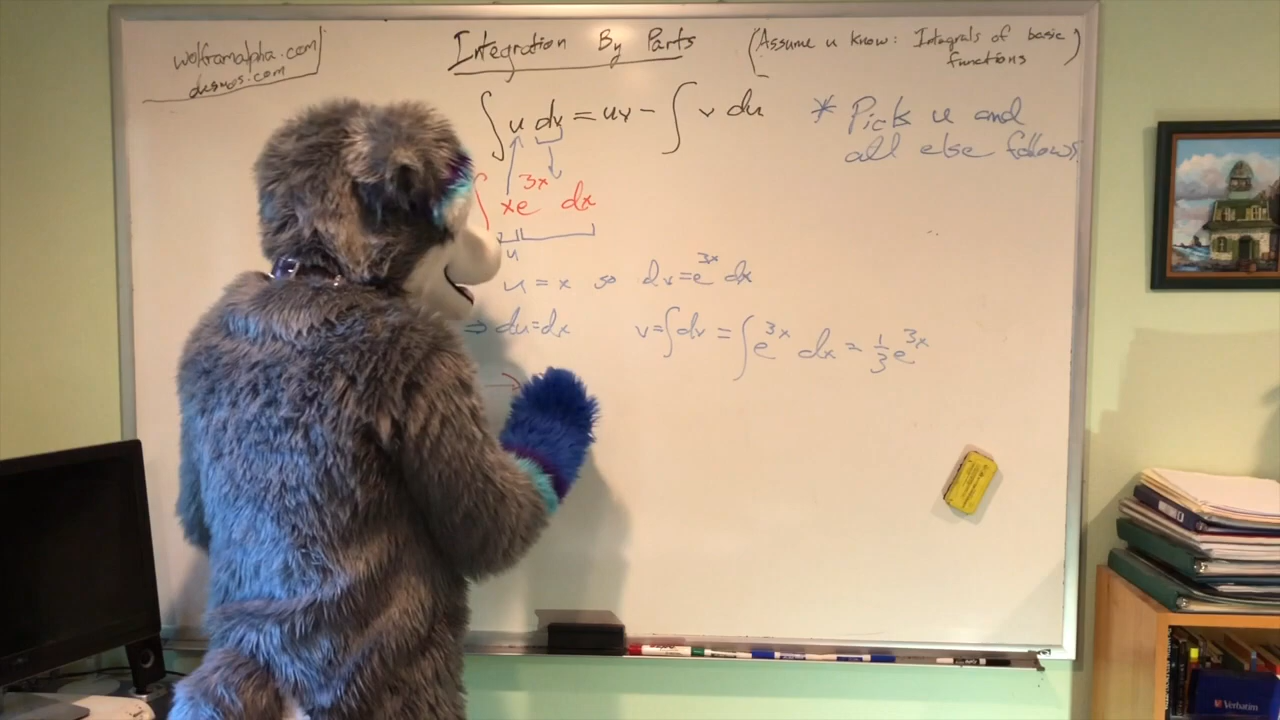 wolframalpha.com
desmos.com
Integration By Parts
(Assume u know: Integrals of basic functions)
∫ u dv = uv - ∫ v du
* Pick u and
all else follows.
∫ xe^{3x} dx
u
u = x so dv = e^{3x} dx
⇒ du = dx
v = ∫ dv = ∫ e^{3x} dx = 1/3 e^{3x}
Verbatim